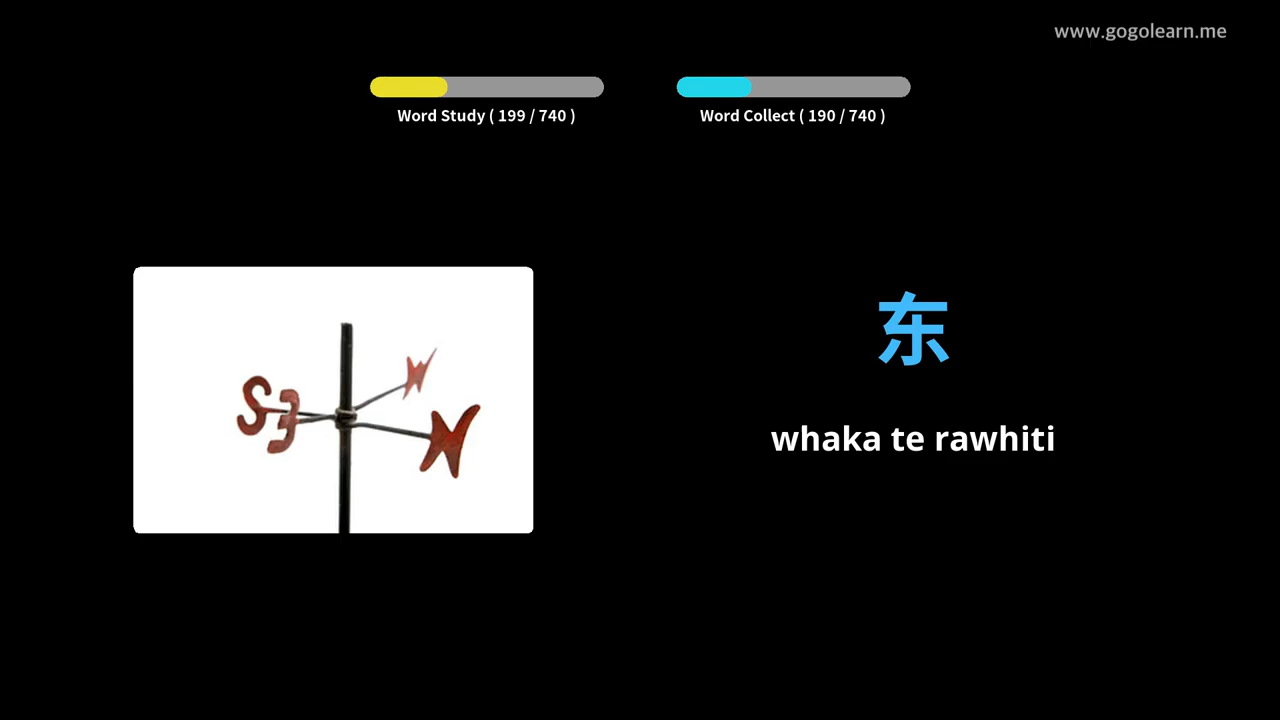 www.gogolearn.me
Word Study ( 199 / 740 )
Word Collect ( 190 / 740 )
S E N
东
whaka te rawhiti